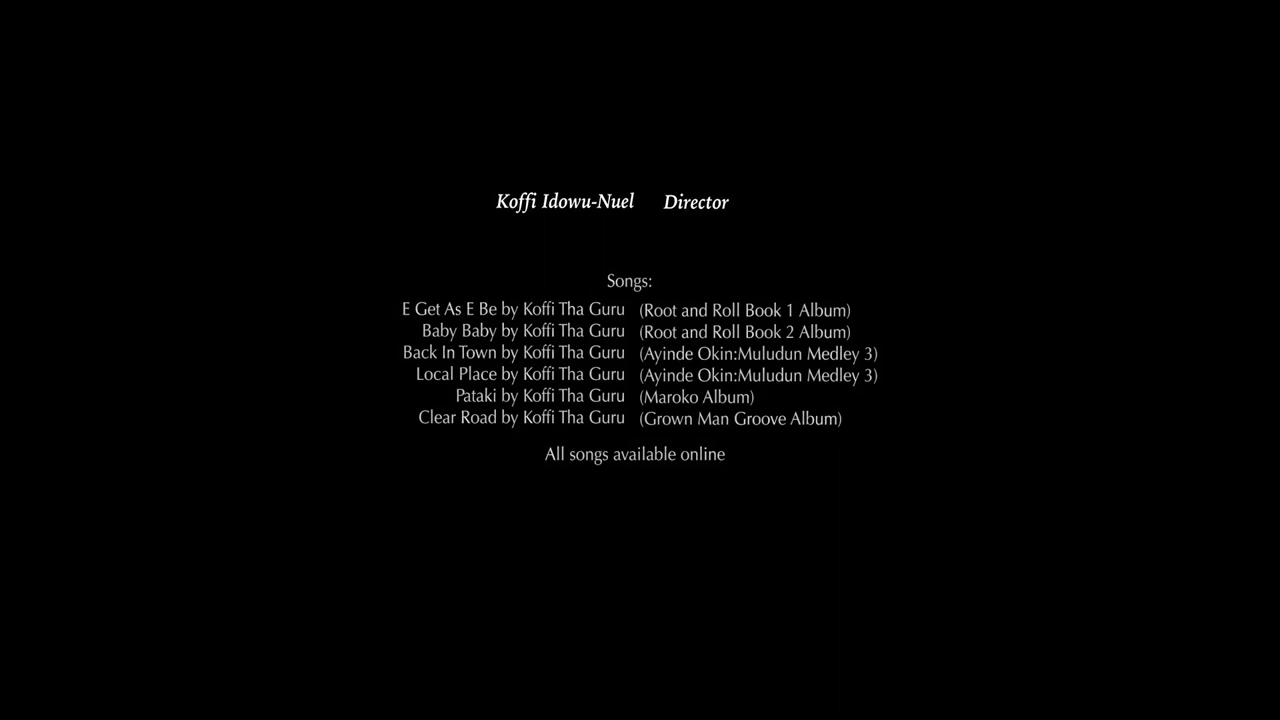 Koffi Idowu-Nuel Director
Songs:
E Get As E Be by Koffi Tha Guru (Root and Roll Book 1 Album)
Baby Baby by Koffi Tha Guru (Root and Roll Book 2 Album)
Back In Town by Koffi Tha Guru (Ayinde Okin:Muludun Medley 3)
Local Place by Koffi Tha Guru (Ayinde Okin:Muludun Medley 3)
Pataki by Koffi Tha Guru (Maroko Album)
Clear Road by Koffi Tha Guru (Grown Man Groove Album)
All songs available online